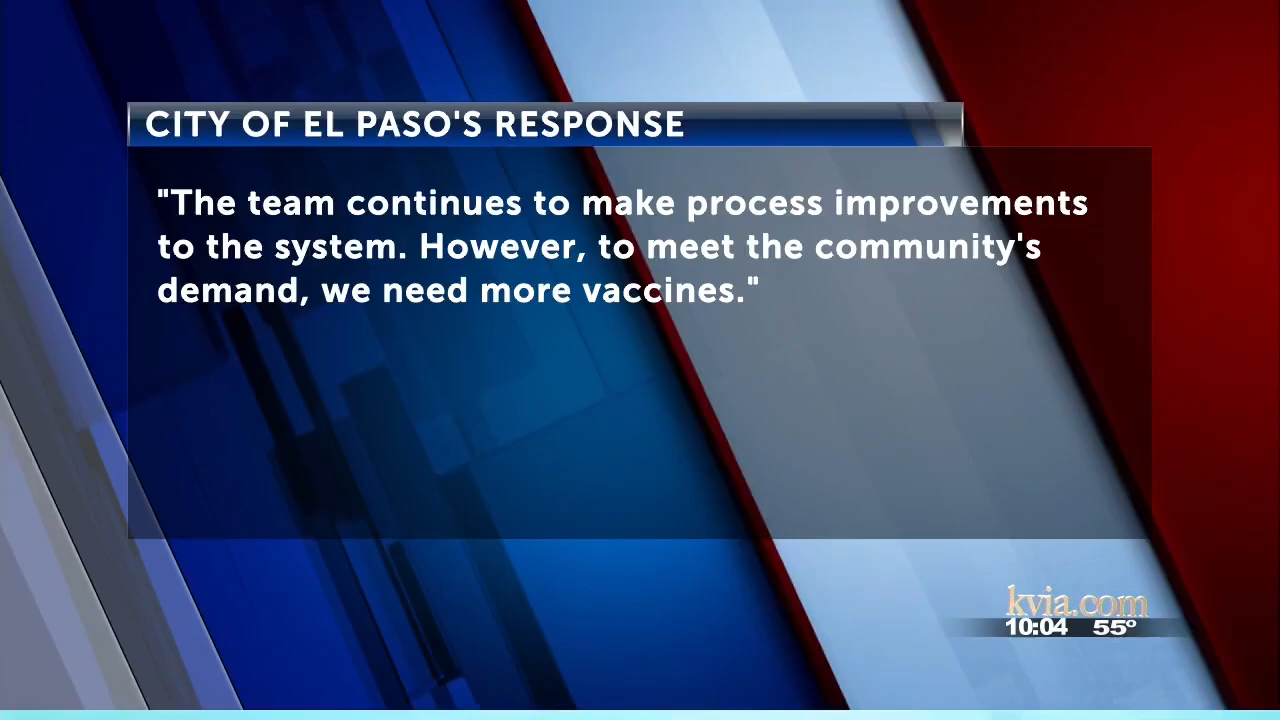 CITY OF EL PASO'S RESPONSE
"The team continues to make process improvements
to the system. However, to meet the community's
demand, we need more vaccines."
kvia.com
10:04 55°